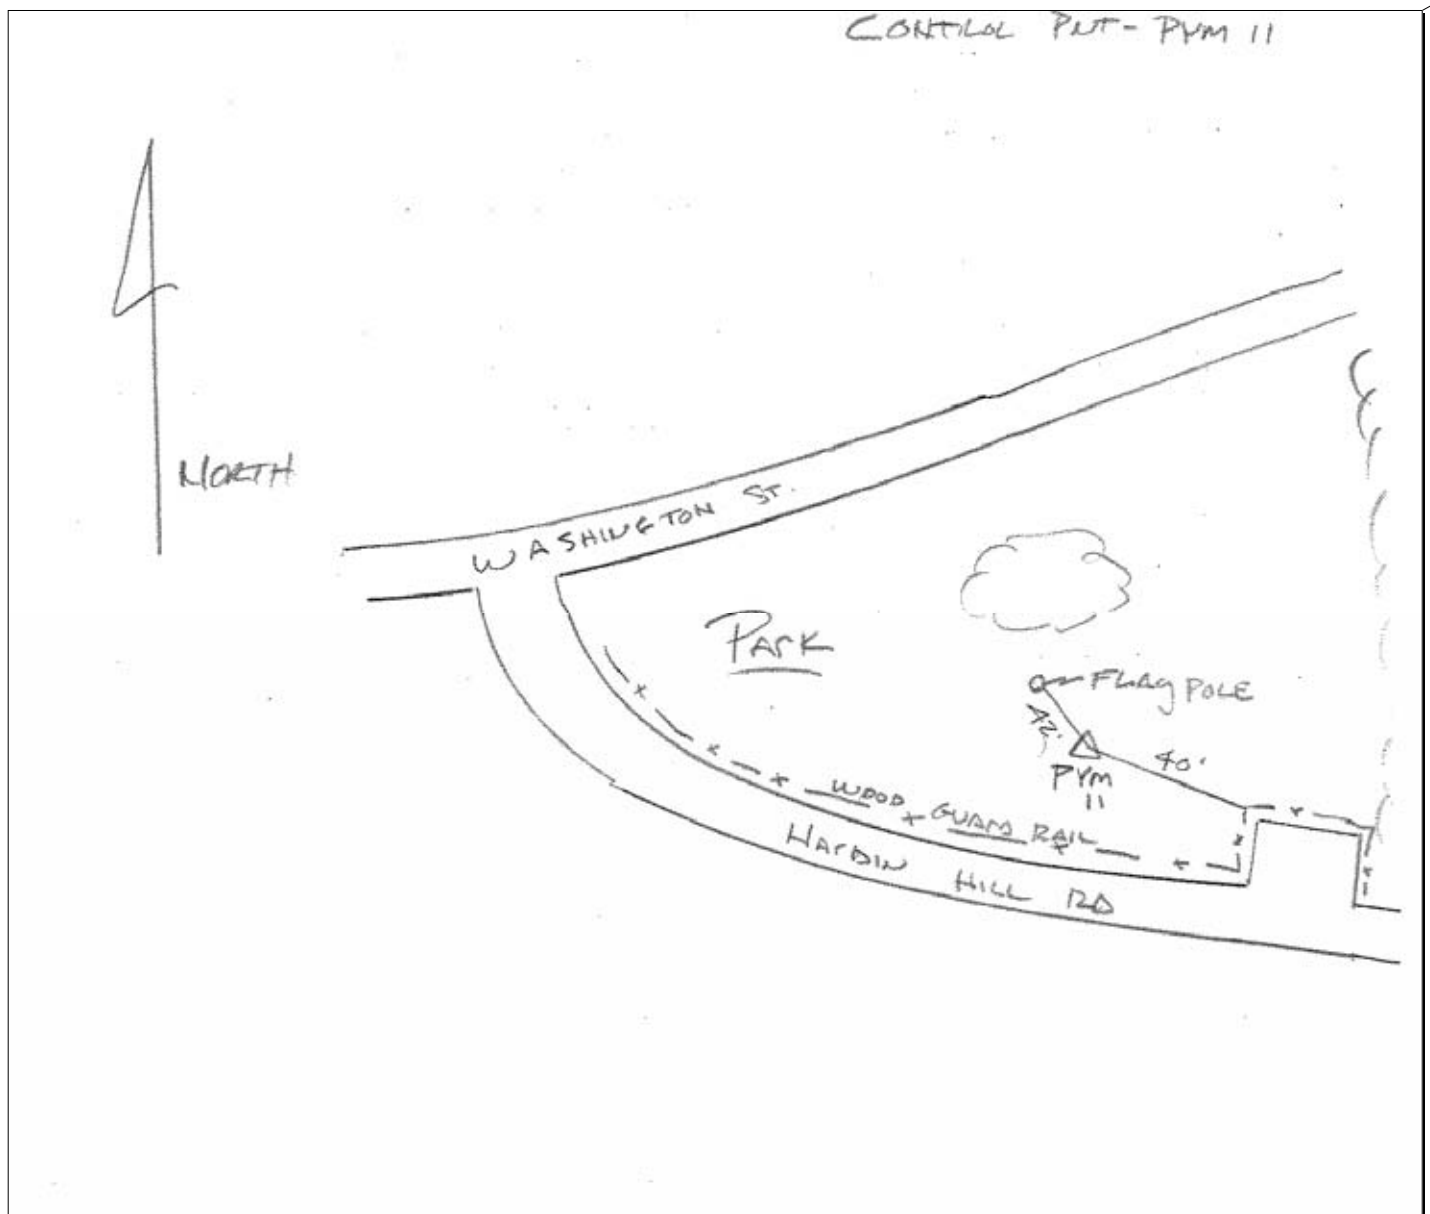 CONTROL PNT - PYM 11
NORTH
WASHINGTON ST.
PARK
FLAG POLE
42'
40'
PYM
11
WOOD GUARD RAIL
HARDIN HILL RD